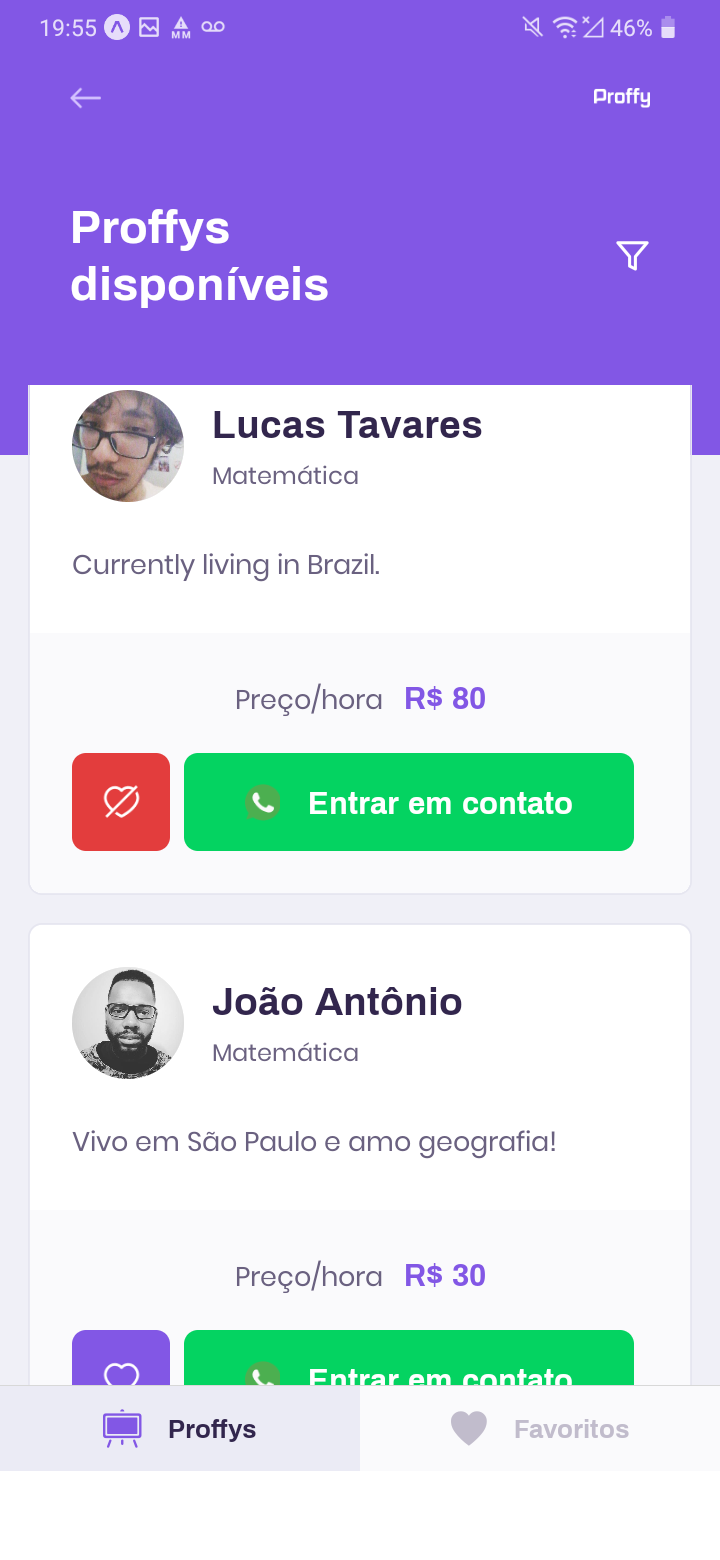 19:55 MM 46%
Proffy
Proffys
disponíveis
Lucas Tavares
Matemática
Currently living in Brazil.
Preço/hora R$ 80
Entrar em contato
João Antônio
Matemática
Vivo em São Paulo e amo geografia!
Preço/hora R$ 30
Entrar em contato
Proffys Favoritos